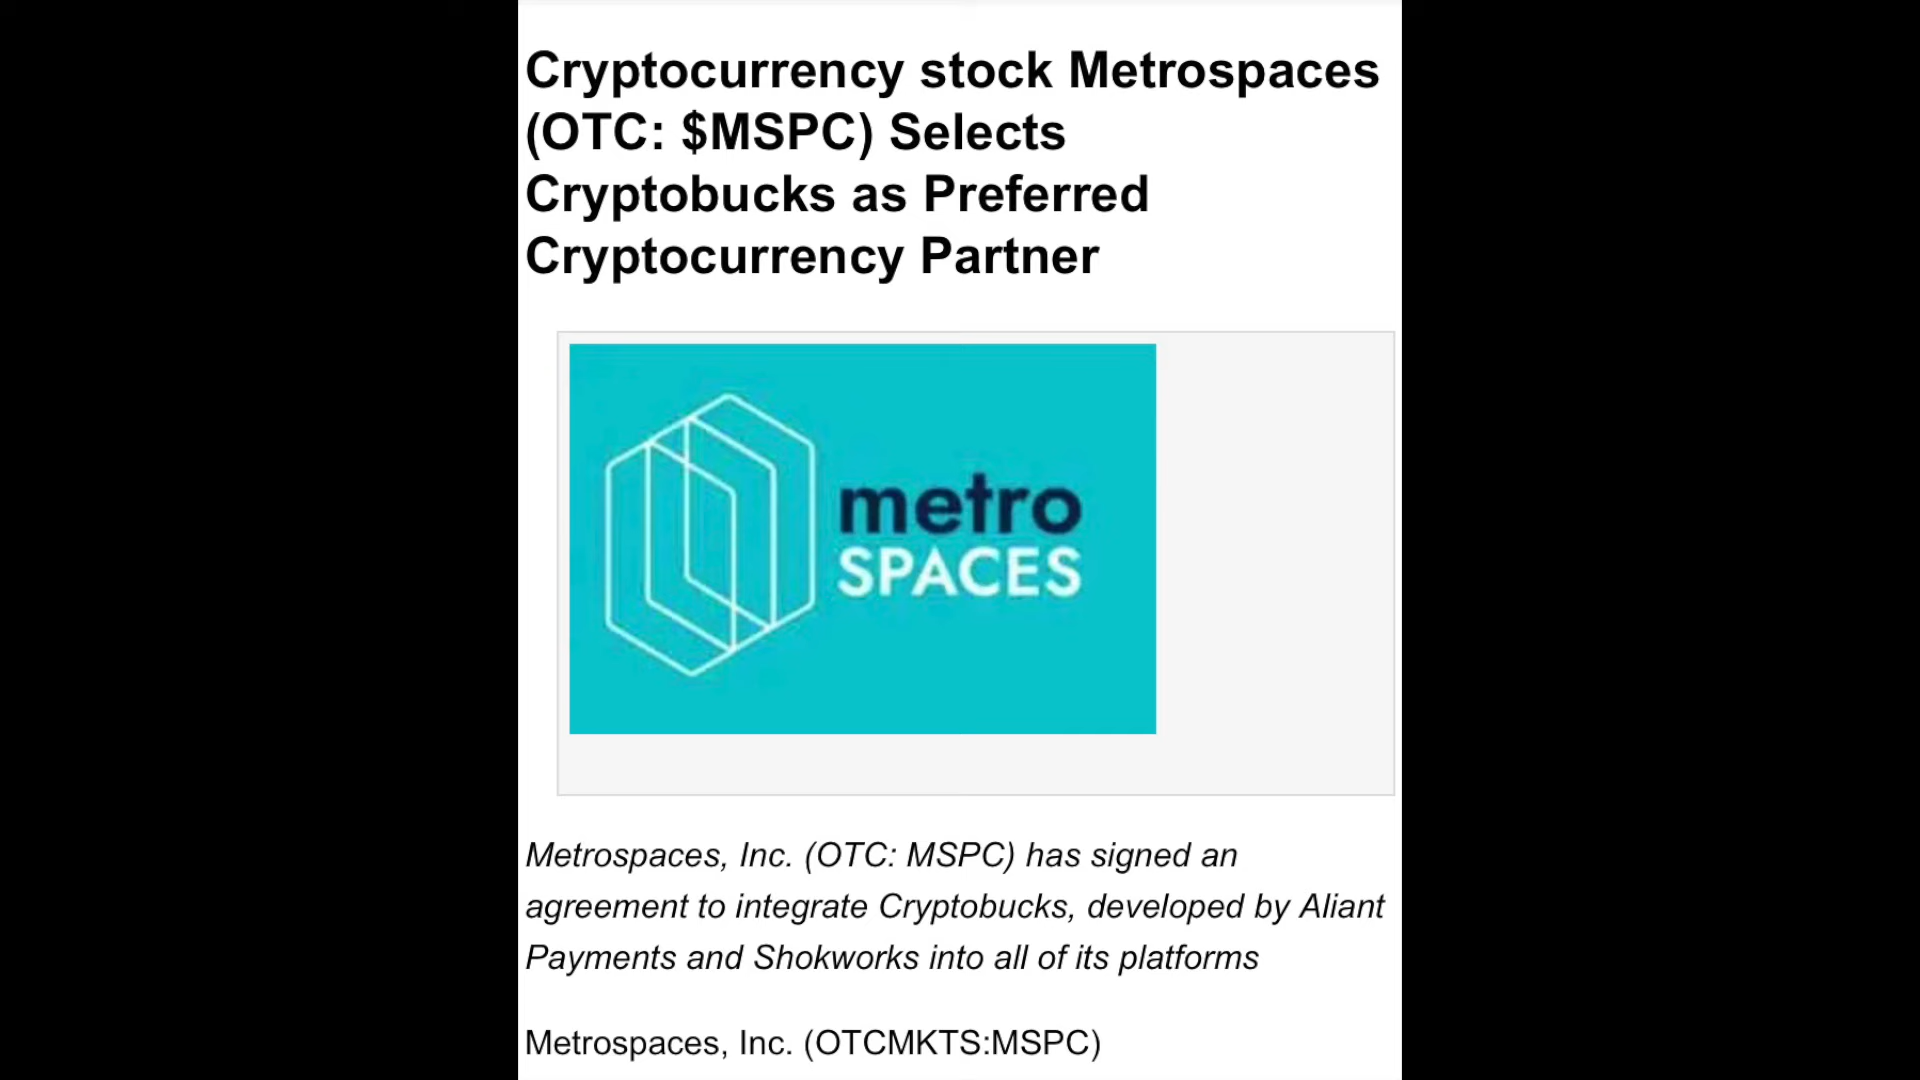 Cryptocurrency stock Metrospaces
(OTC: $MSPC) Selects
Cryptobucks as Preferred
Cryptocurrency Partner
metro
SPACES
Metrospaces, Inc. (OTC: MSPC) has signed an
agreement to integrate Cryptobucks, developed by Aliant
Payments and Shokworks into all of its platforms
Metrospaces, Inc. (OTCMKTS:MSPC)